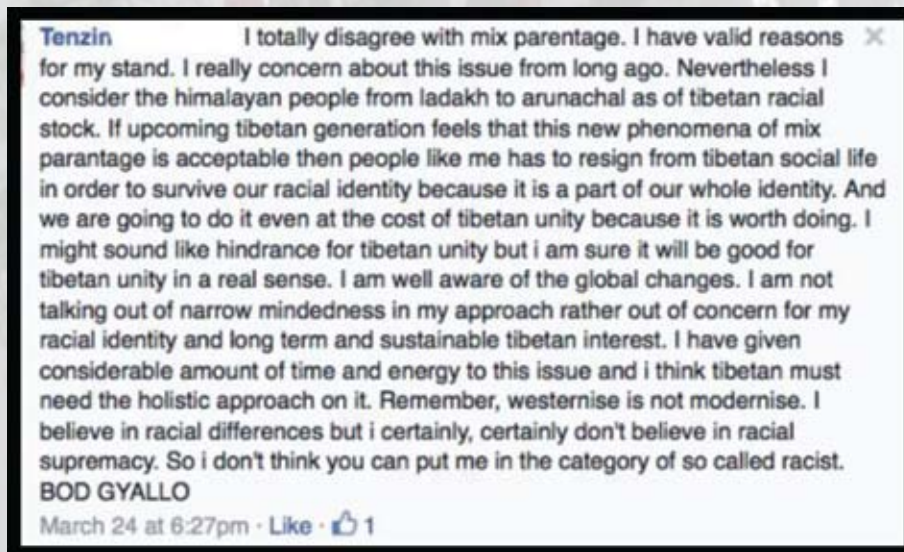 Tenzin I totally disagree with mix parentage. I have valid reasons
for my stand. I really concern about this issue from long ago. Nevertheless I
consider the himalayan people from ladakh to arunachal as of tibetan racial
stock. If upcoming tibetan generation feels that this new phenomena of mix
parantage is acceptable then people like me has to resign from tibetan social life
in order to survive our racial identity because it is a part of our whole identity. And
we are going to do it even at the cost of tibetan unity because it is worth doing. I
might sound like hindrance for tibetan unity but i am sure it will be good for
tibetan unity in a real sense. I am well aware of the global changes. I am not
talking out of narrow mindedness in my approach rather out of concern for my
racial identity and long term and sustainable tibetan interest. I have given
considerable amount of time and energy to this issue and i think tibetan must
need the holistic approach on it. Remember, westernise is not modernise. I
believe in racial differences but i certainly, certainly don't believe in racial
supremacy. So i don't think you can put me in the category of so called racist.
BOD GYALLO
March 24 at 6:27pm · Like · 1